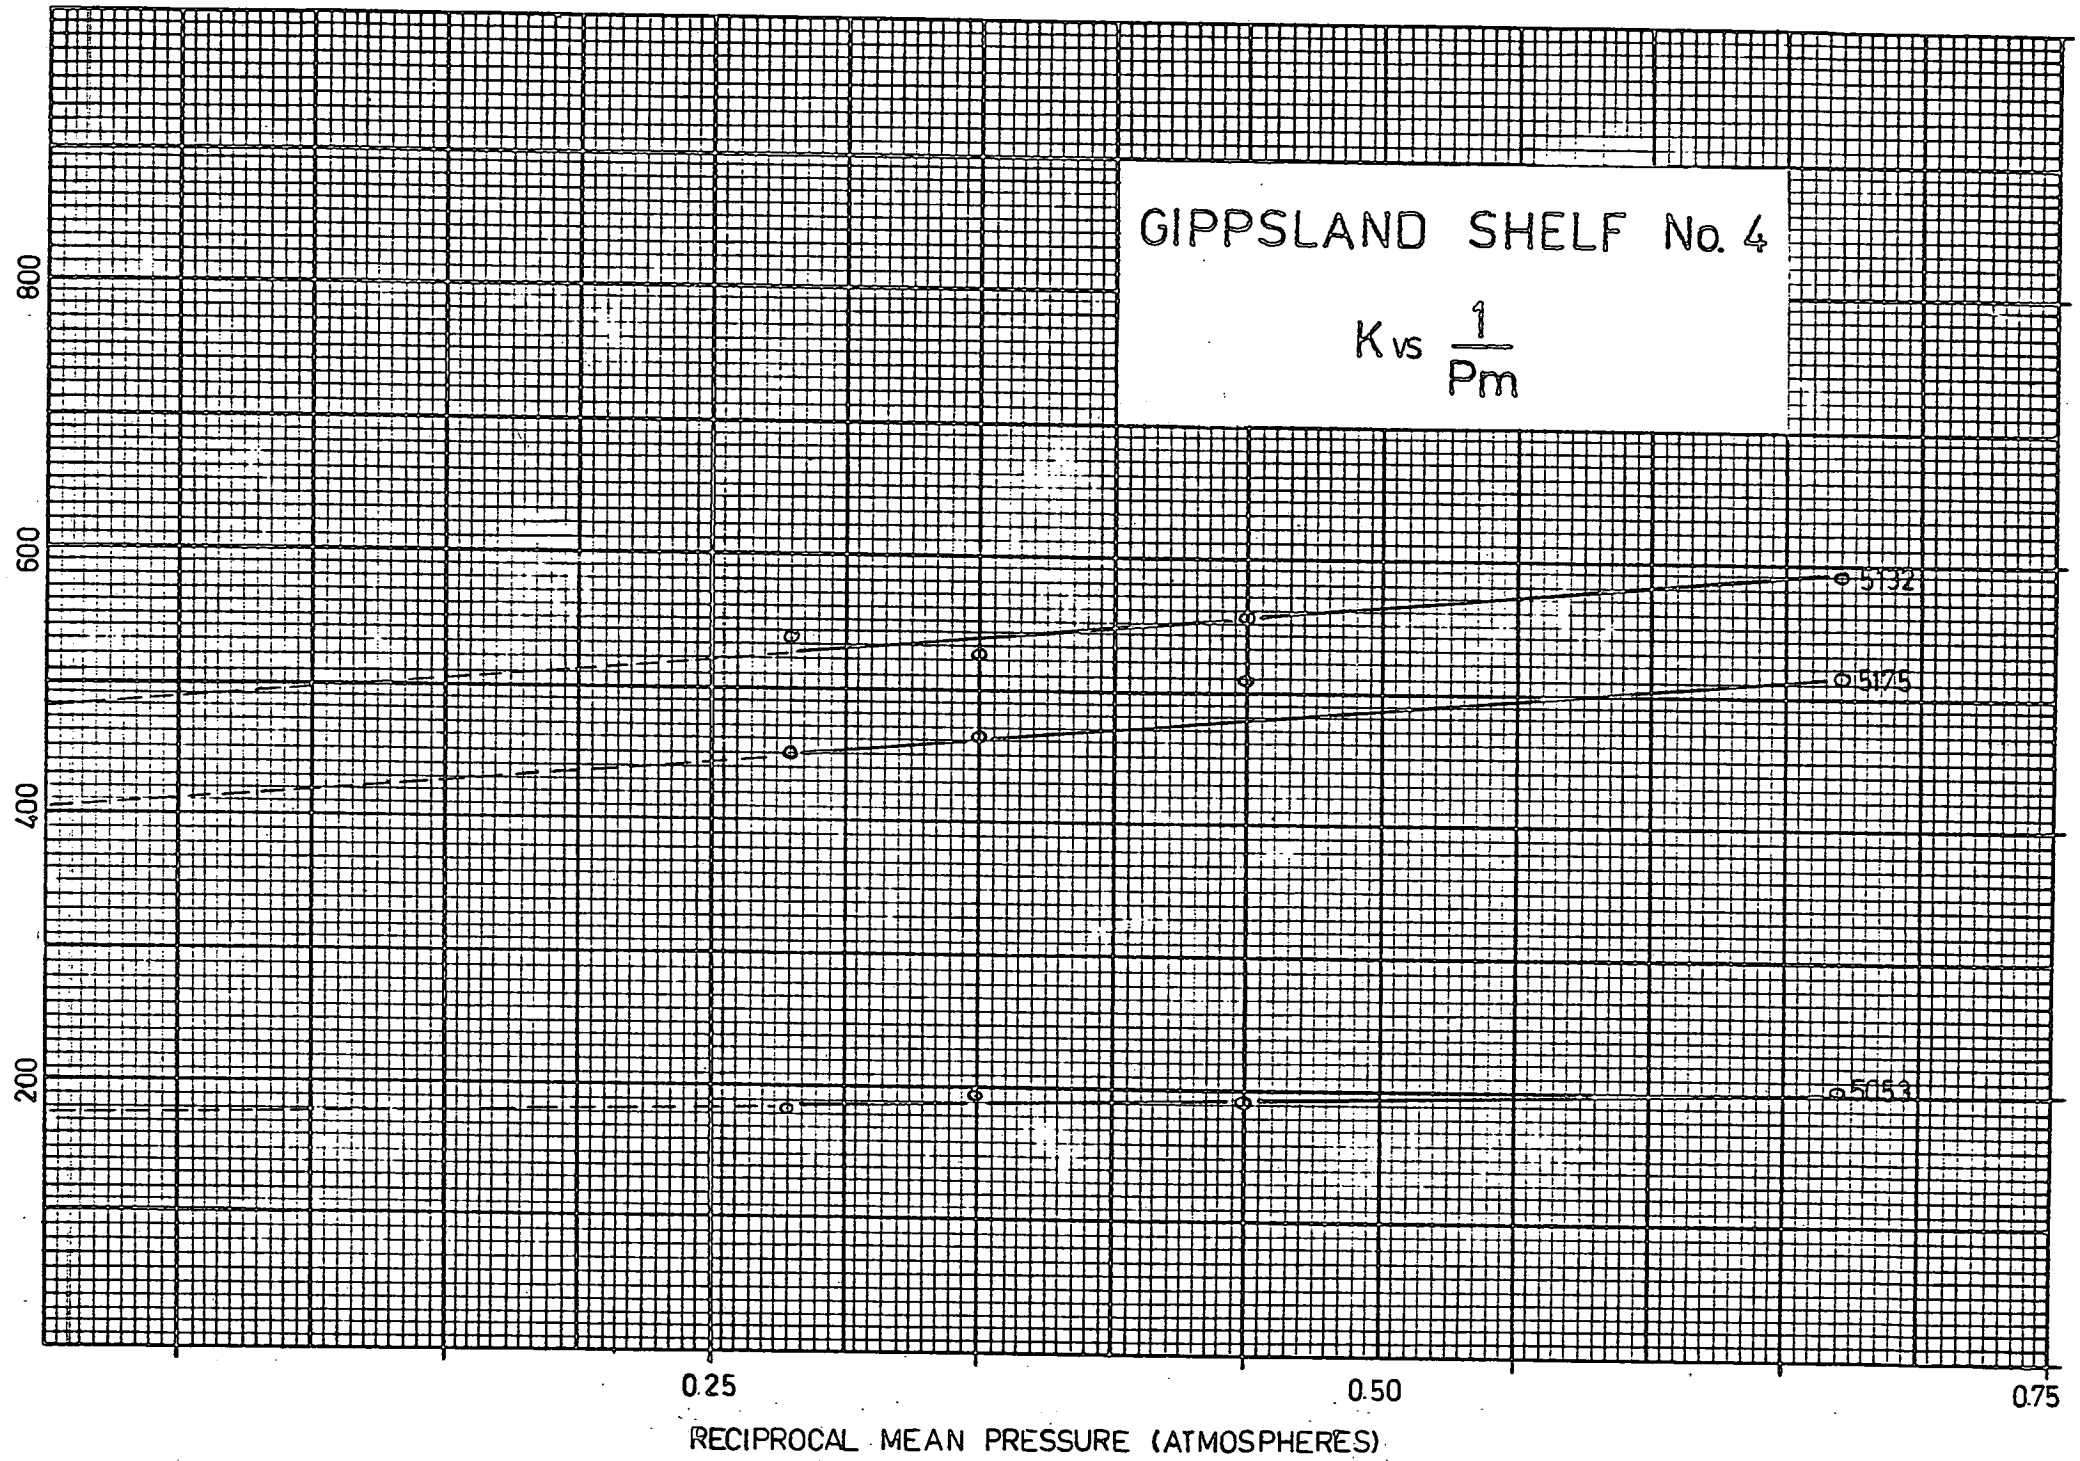 GIPPSLAND SHELF No. 4
K vs 1
Pm
800
600
400
200
5132
5175
5053
0.25
0.50
0.75
RECIPROCAL MEAN PRESSURE (ATMOSPHERES)